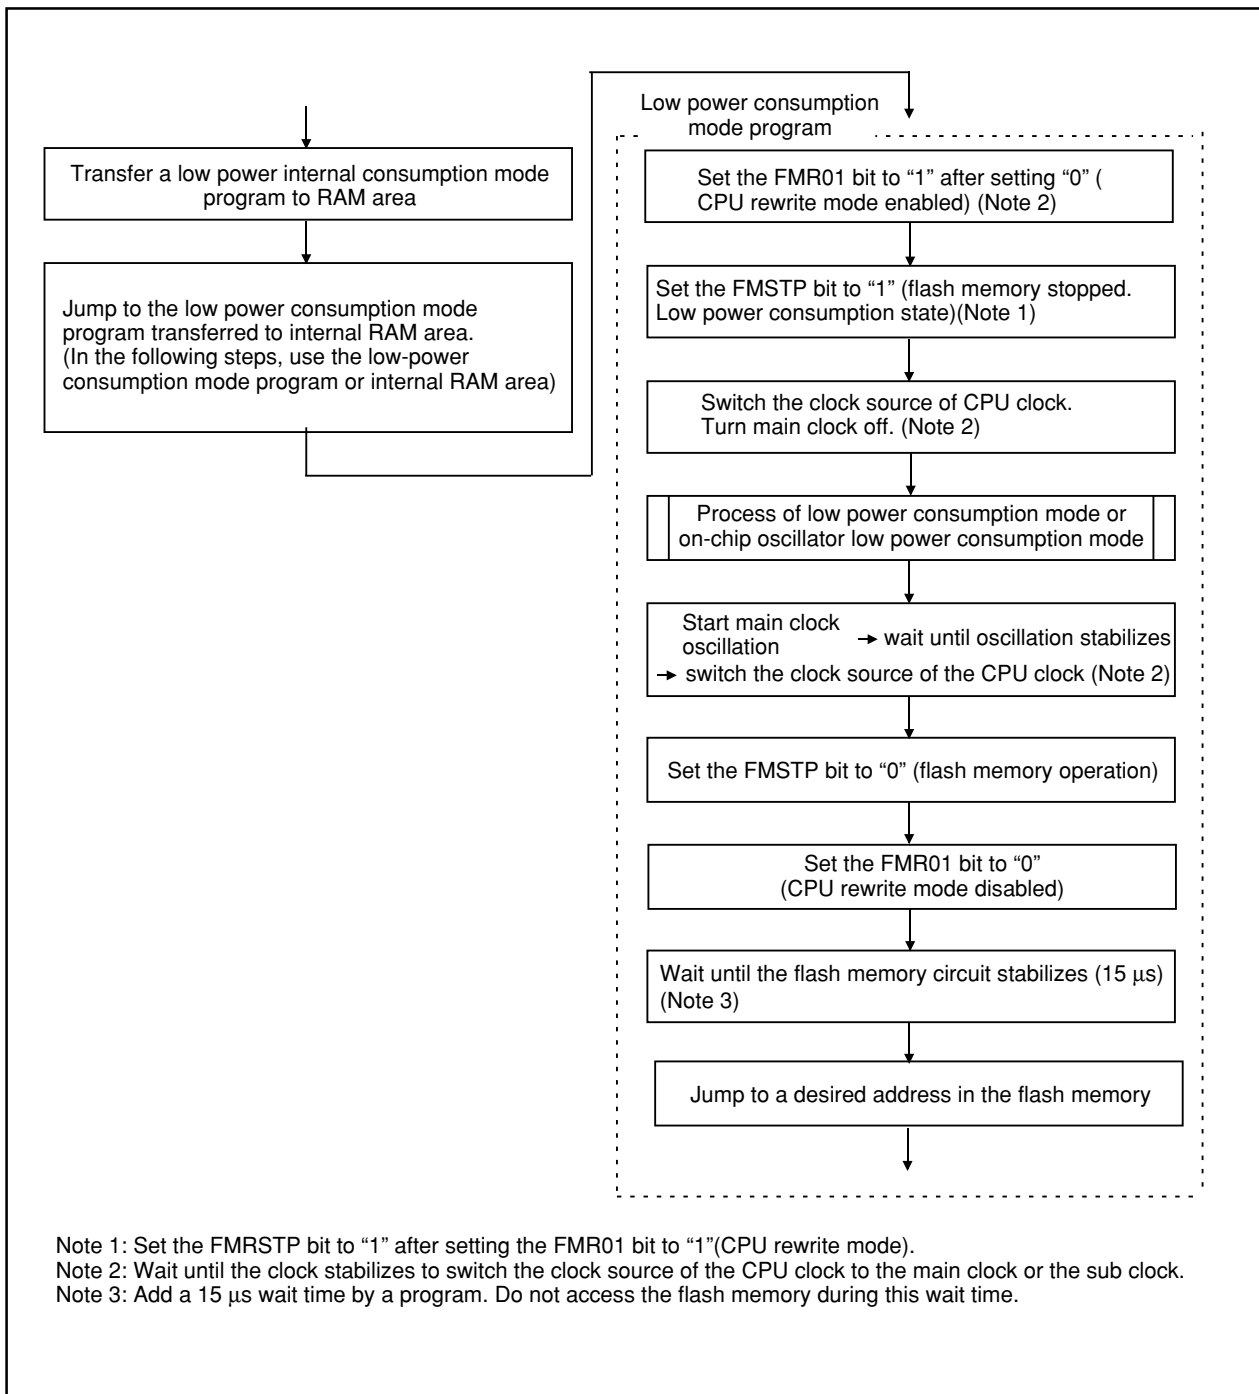 Transfer a low power internal consumption mode
program to RAM area
Jump to the low power consumption mode
program transferred to internal RAM area.
(In the following steps, use the low-power
consumption mode program or internal RAM area)
Low power consumption
mode program
Set the FMR01 bit to “1” after setting “0” (
CPU rewrite mode enabled) (Note 2)
Set the FMSTP bit to “1” (flash memory stopped.
Low power consumption state)(Note 1)
Switch the clock source of CPU clock.
Turn main clock off. (Note 2)
Process of low power consumption mode or
on-chip oscillator low power consumption mode
Start main clock
oscillation
→ wait until oscillation stabilizes
→ switch the clock source of the CPU clock (Note 2)
Set the FMSTP bit to “0” (flash memory operation)
Set the FMR01 bit to “0”
(CPU rewrite mode disabled)
Wait until the flash memory circuit stabilizes (15 μs)
(Note 3)
Jump to a desired address in the flash memory
Note 1: Set the FMRSTP bit to “1” after setting the FMR01 bit to “1”(CPU rewrite mode).
Note 2: Wait until the clock stabilizes to switch the clock source of the CPU clock to the main clock or the sub clock.
Note 3: Add a 15 μs wait time by a program. Do not access the flash memory during this wait time.